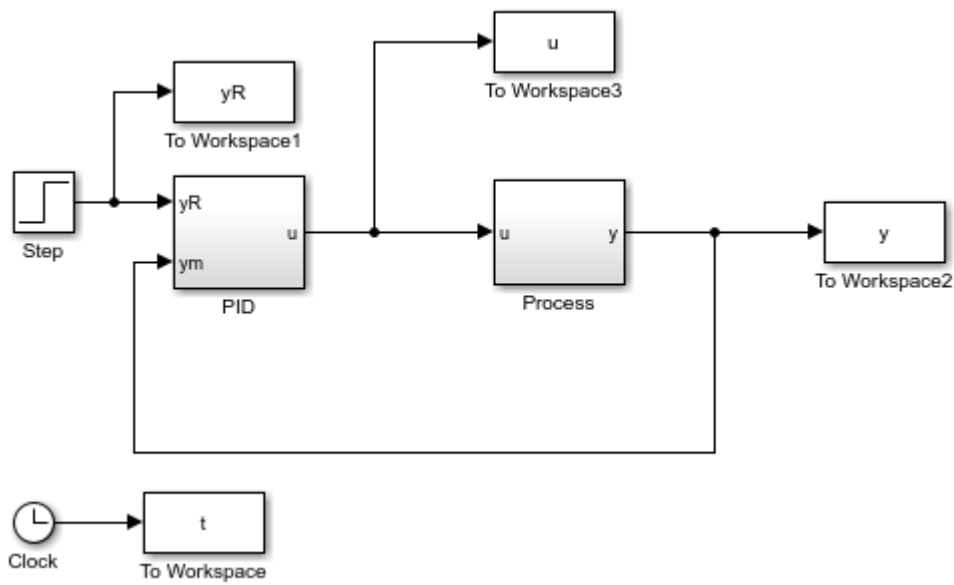 u
To Workspace3
yR
To Workspace1
Step
yR
ym
u
PID
u
y
Process
y
To Workspace2
Clock
t
To Workspace